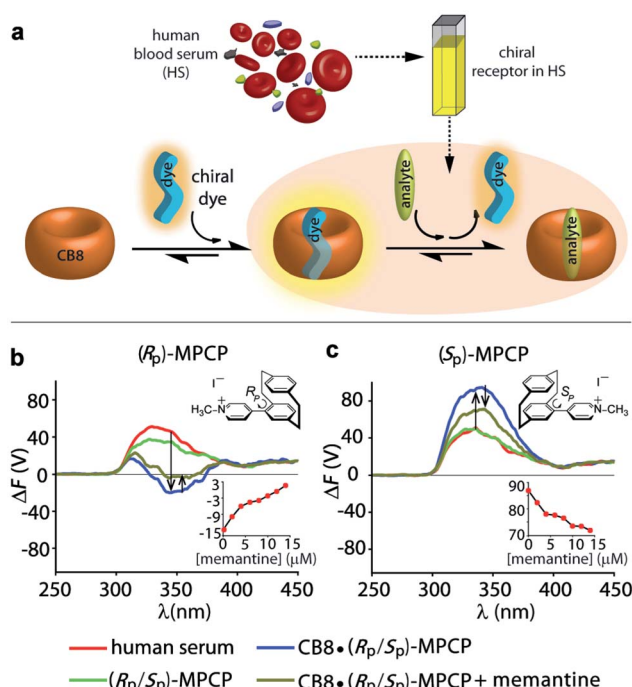 a
human
blood serum
(HS)
chiral
receptor in HS
dye
chiral
dye
analyte
dye
CB8
dye
analyte
b
(Rp)-MPCP
c
(Sp)-MPCP
I−
Rp
H3C
N+
I−
Sp
N+
CH3
ΔF (V)
80
40
0
-40
-80
3
-3
-9
-15
0 5 10 15
[memantine] (μM)
250 300 350 400 450
λ(nm)
ΔF (V)
80
40
0
-40
-80
90
80
70
0 5 10 15
[memantine] (μM)
250 300 350 400 450
λ (nm)
human serum
CB8•(Rp/Sp)-MPCP
(Rp/Sp)-MPCP
CB8•(Rp/Sp)-MPCP + memantine